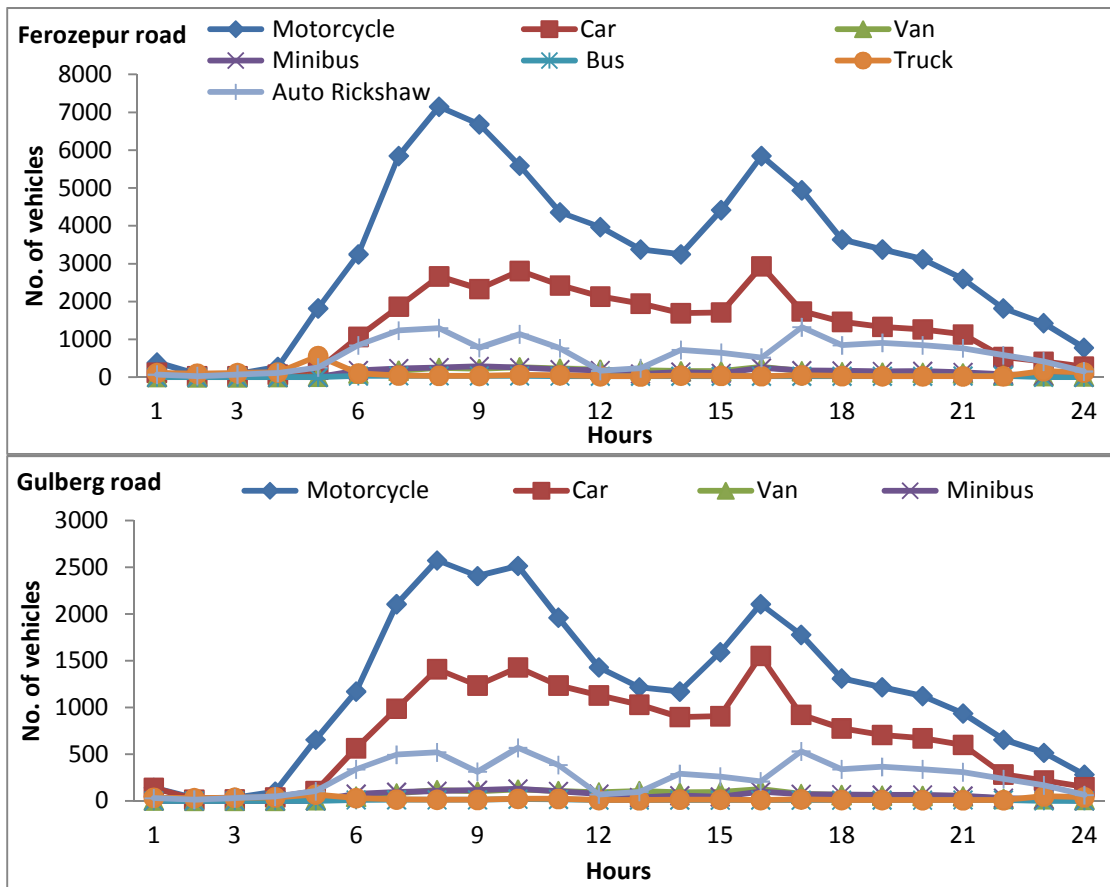 Ferozepur road
Motorcycle Car Van
Minibus Bus Truck
Auto Rickshaw
8000
7000
6000
5000
4000
3000
2000
1000
0
No. of vehicles
1 3 6 9 12 15 18 21 24
Hours
Gulberg road
Motorcycle Car Van Minibus
3000
2500
2000
1500
1000
500
0
No. of vehicles
1 3 6 9 12 15 18 21 24
Hours